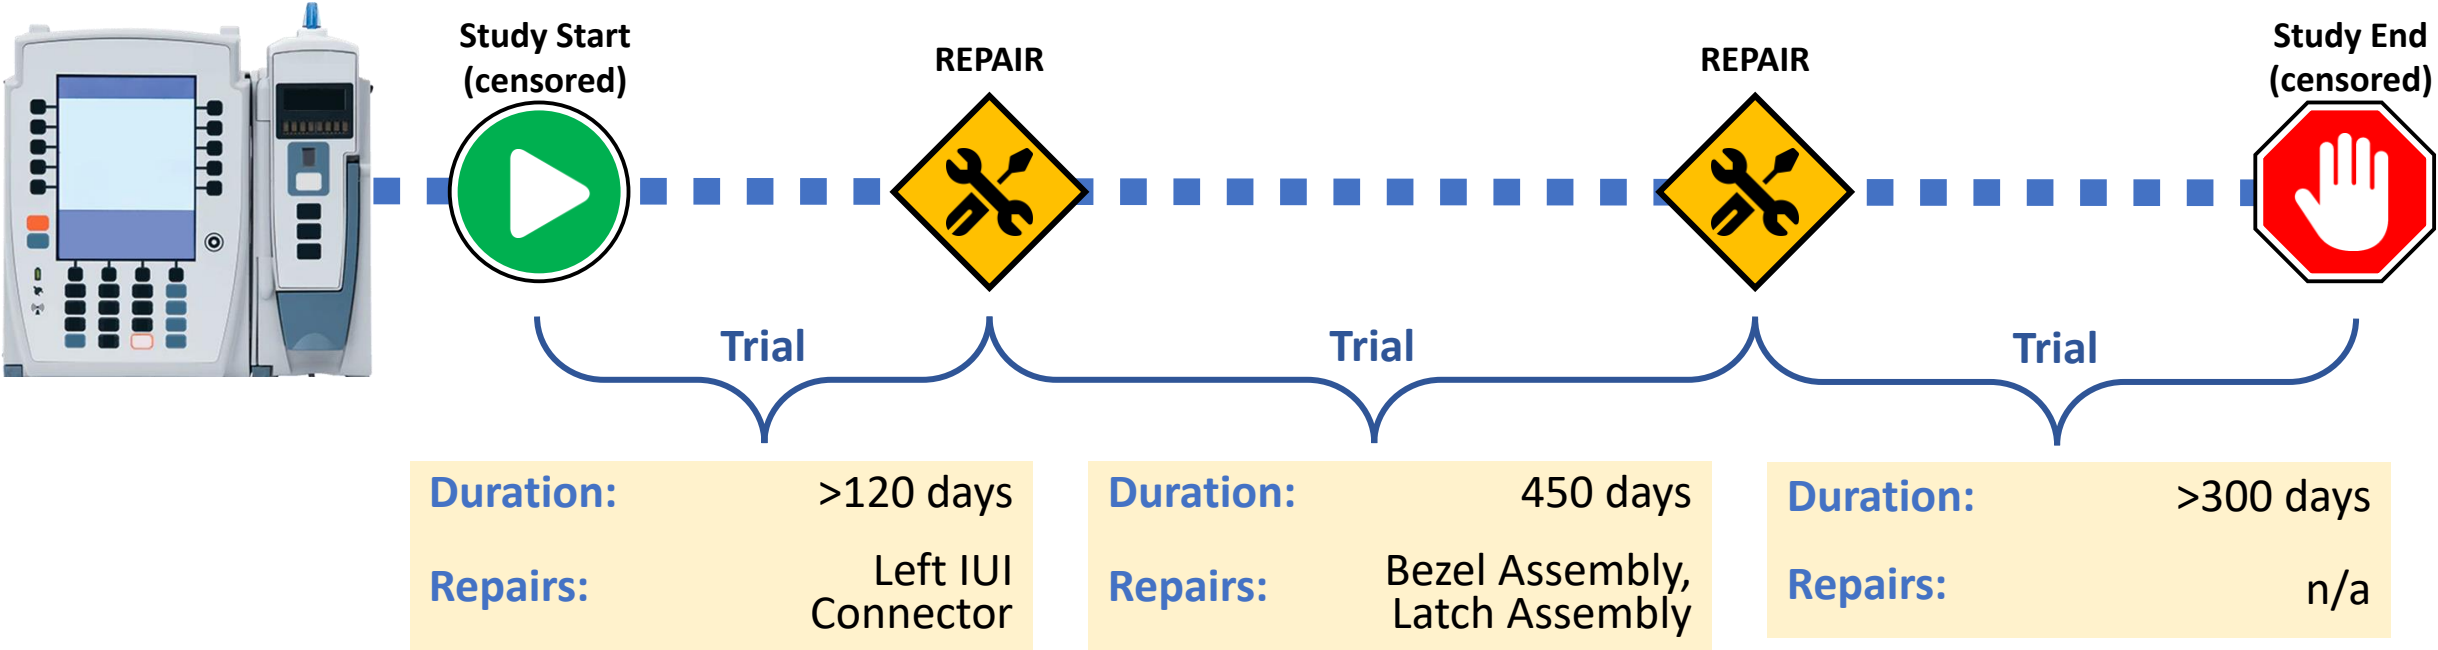 Study Start
(censored)
REPAIR
REPAIR
Study End
(censored)
Trial
Trial
Trial
Duration: >120 days
Repairs: Left IUI
Connector
Duration: 450 days
Repairs: Bezel Assembly,
Latch Assembly
Duration: >300 days
Repairs: n/a